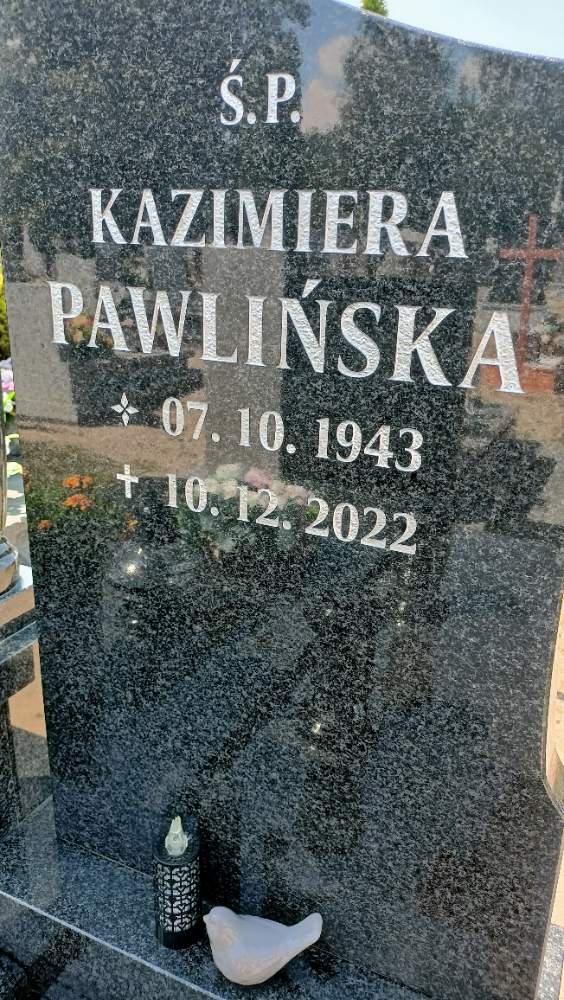 Ś.P.
KAZIMIERA
PAWLIŃSKA
07. 10. 1943
10. 12. 2022